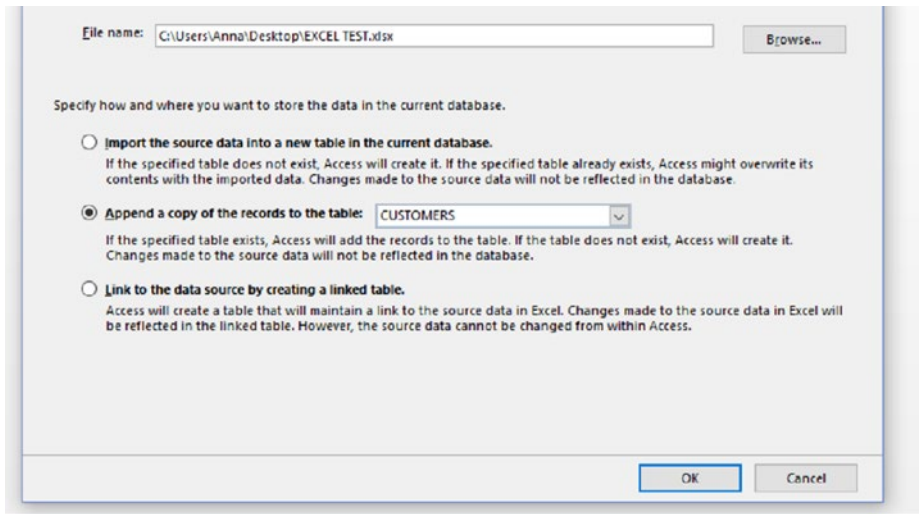 File name: C:\Users\Anna\Desktop\EXCEL TEST.xlsx Browse...
Specify how and where you want to store the data in the current database.
Import the source data into a new table in the current database.
If the specified table does not exist, Access will create it. If the specified table already exists, Access might overwrite its
contents with the imported data. Changes made to the source data will not be reflected in the database.
Append a copy of the records to the table: CUSTOMERS
If the specified table exists, Access will add the records to the table. If the table does not exist, Access will create it.
Changes made to the source data will not be reflected in the database.
Link to the data source by creating a linked table.
Access will create a table that will maintain a link to the source data in Excel. Changes made to the source data in Excel will
be reflected in the linked table. However, the source data cannot be changed from within Access.
OK Cancel